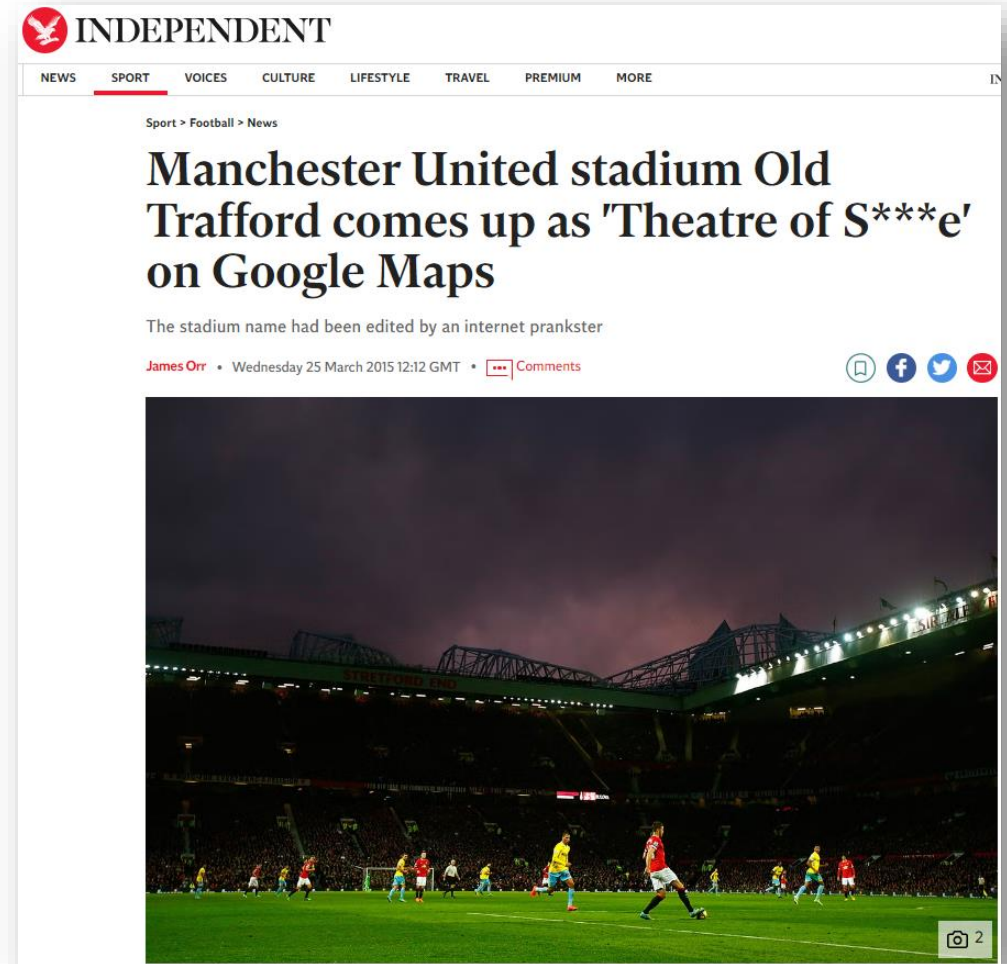 INDEPENDENT
NEWS SPORT VOICES CULTURE LIFESTYLE TRAVEL PREMIUM MORE
Sport > Football > News
Manchester United stadium Old
Trafford comes up as 'Theatre of S***e'
on Google Maps
The stadium name had been edited by an internet prankster
James Orr • Wednesday 25 March 2015 12:12 GMT • Comments
STRETFORD END
2